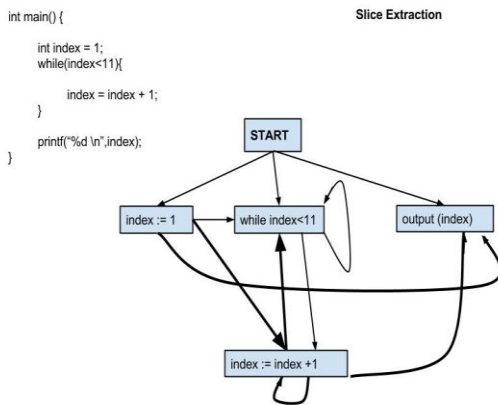 int main() {
Slice Extraction
int index = 1;
while(index<11){
index = index + 1;
}
printf("%d \n",index);
}
START
index := 1
while index<11
output (index)
index := index +1